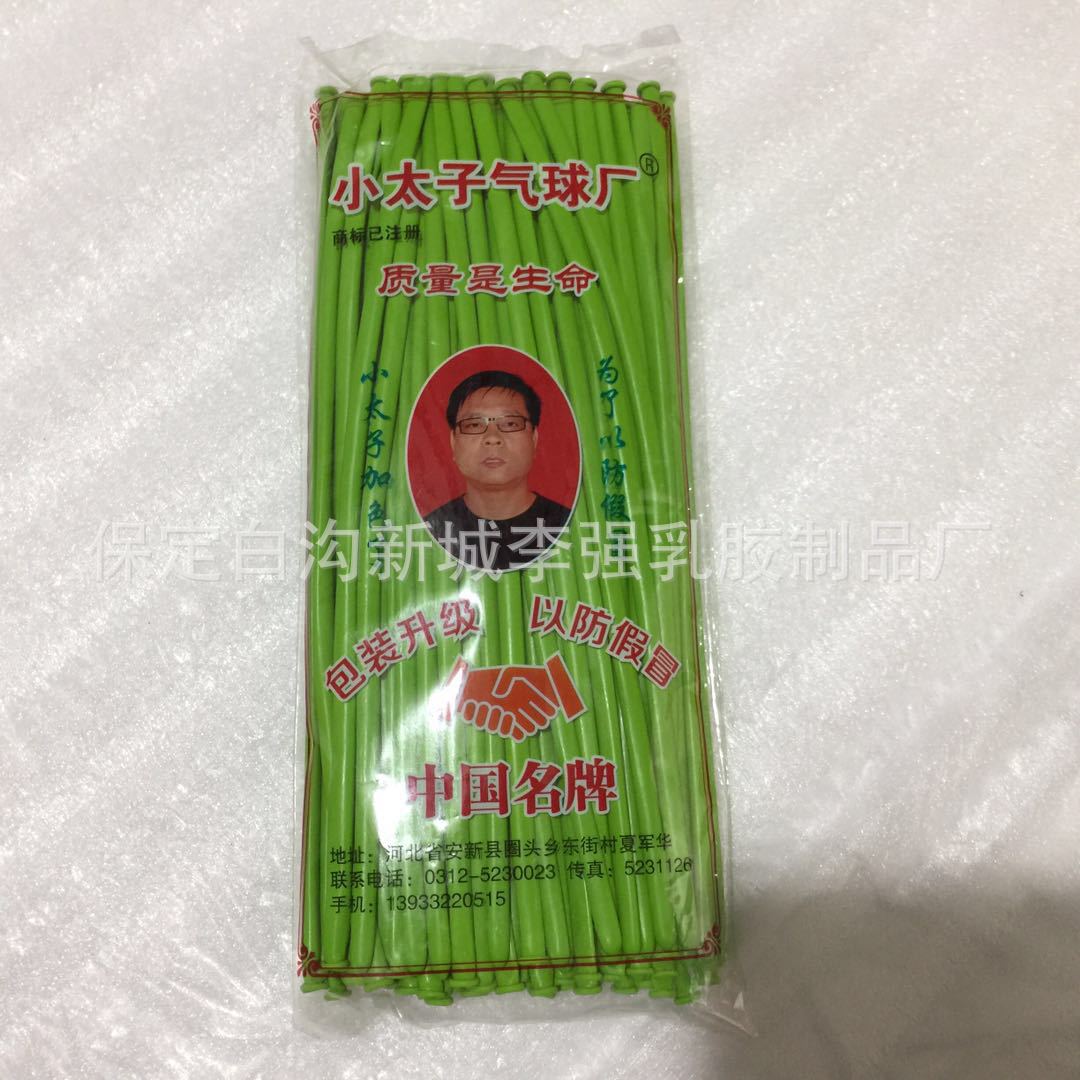 小太子气球厂®
商标已注册
质量是生命
小太子加色
为了以防假
保定白沟新城李强乳胶制品厂
包装升级 以防假冒
中国名牌
地址：河北省安新县圈头乡东街村夏军华
联系电话：0312-5230023 传真：5231126
手机：13933220515